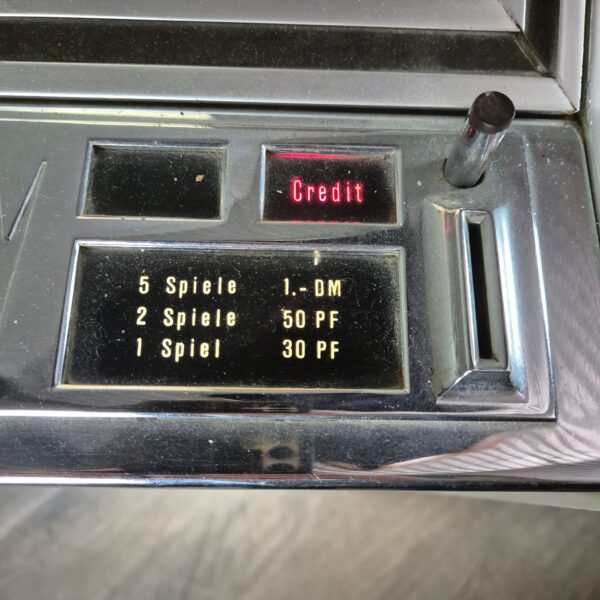 Credit
5 Spiele 1.- DM
2 Spiele 50 PF
1 Spiel 30 PF